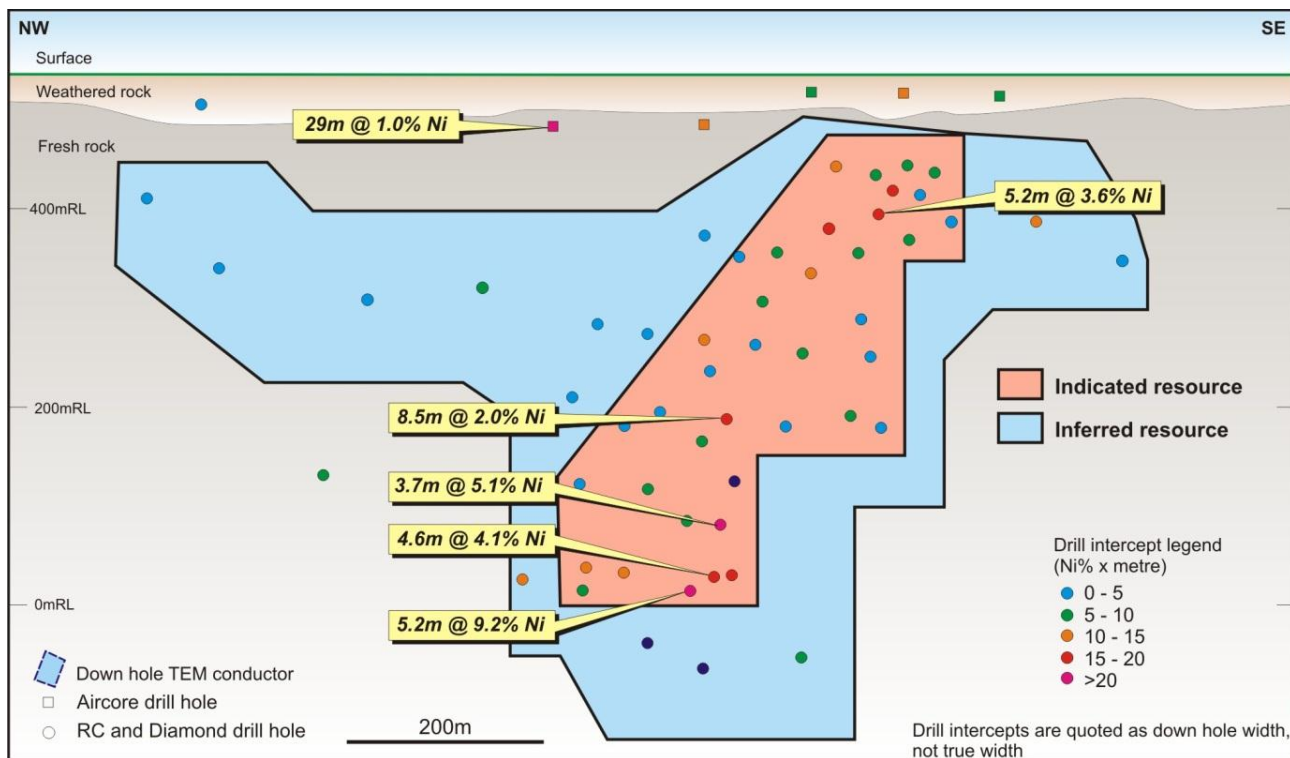 NW
SE
Surface
Weathered rock
29m @ 1.0% Ni
Fresh rock
5.2m @ 3.6% Ni
400mRL
Indicated resource
200mRL
8.5m @ 2.0% Ni
Inferred resource
3.7m @ 5.1% Ni
4.6m @ 4.1% Ni
Drill intercept legend
(Ni% x metre)
0 - 5
0mRL
5 - 10
5.2m @ 9.2% Ni
10 - 15
15 - 20
>20
Down hole TEM conductor
Aircore drill hole
RC and Diamond drill hole
200m
Drill intercepts are quoted as down hole width,
not true width